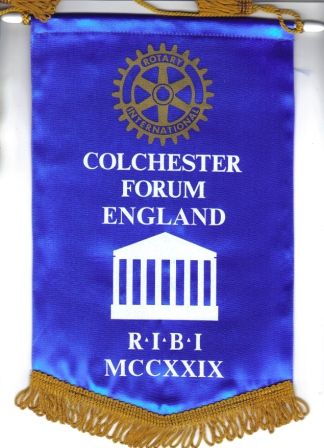 ROTARY
INTERNATIONAL
COLCHESTER
FORUM
ENGLAND
R·I·B·I
MCCXXIX